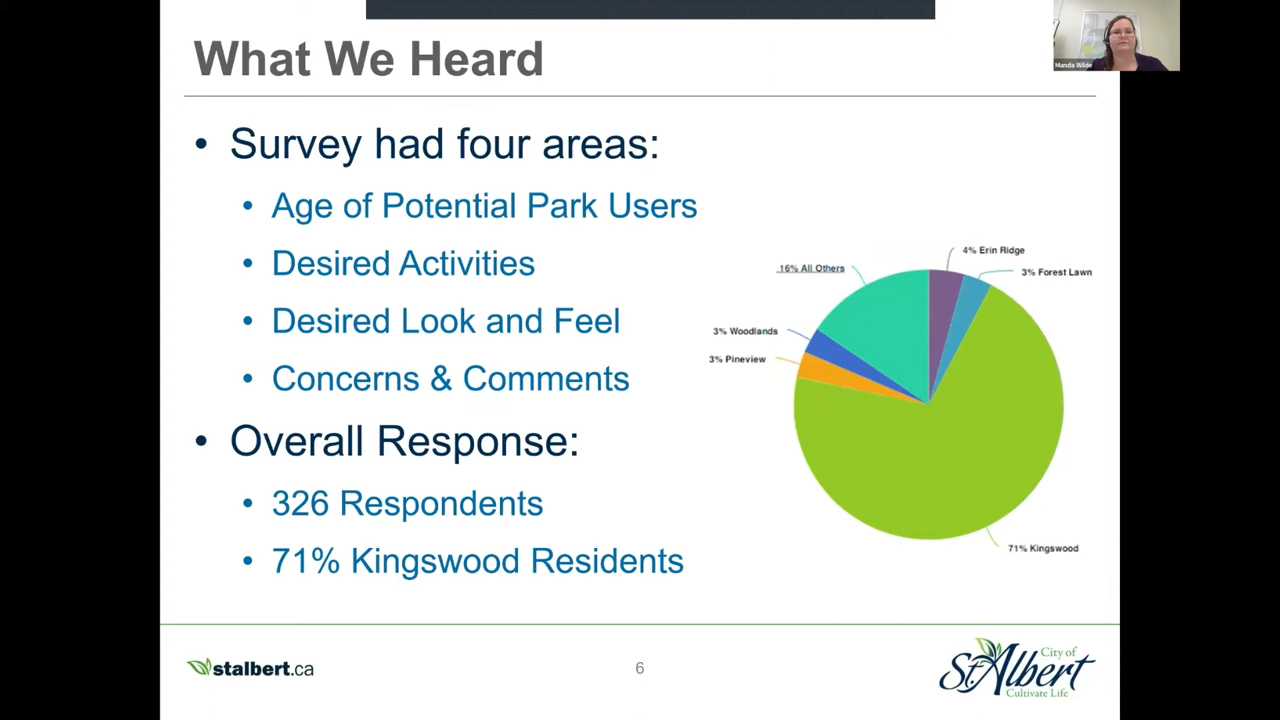 What We Heard
Manda Wilde
• Survey had four areas:
• Age of Potential Park Users
• Desired Activities
• Desired Look and Feel
• Concerns & Comments
• Overall Response:
• 326 Respondents
• 71% Kingswood Residents
4% Erin Ridge
16% All Others
3% Forest Lawn
3% Woodlands
3% Pineview
71% Kingswood
stalbert.ca
6
City of
St. Albert
Cultivate Life